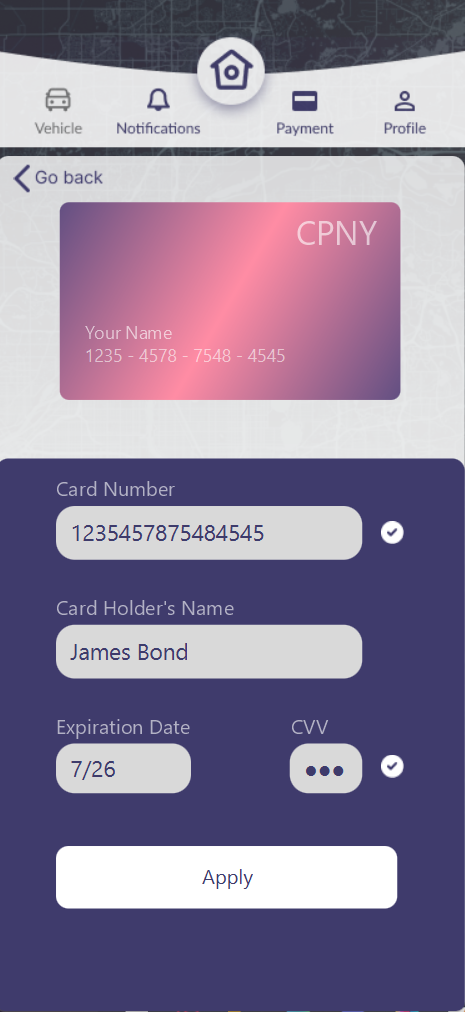 Vehicle
Notifications
Payment
Profile
Go back
CPNY
Your Name
1235 - 4578 - 7548 - 4545
Card Number
1235457875484545
Card Holder's Name
James Bond
Expiration Date
CVV
7/26
●●●
Apply